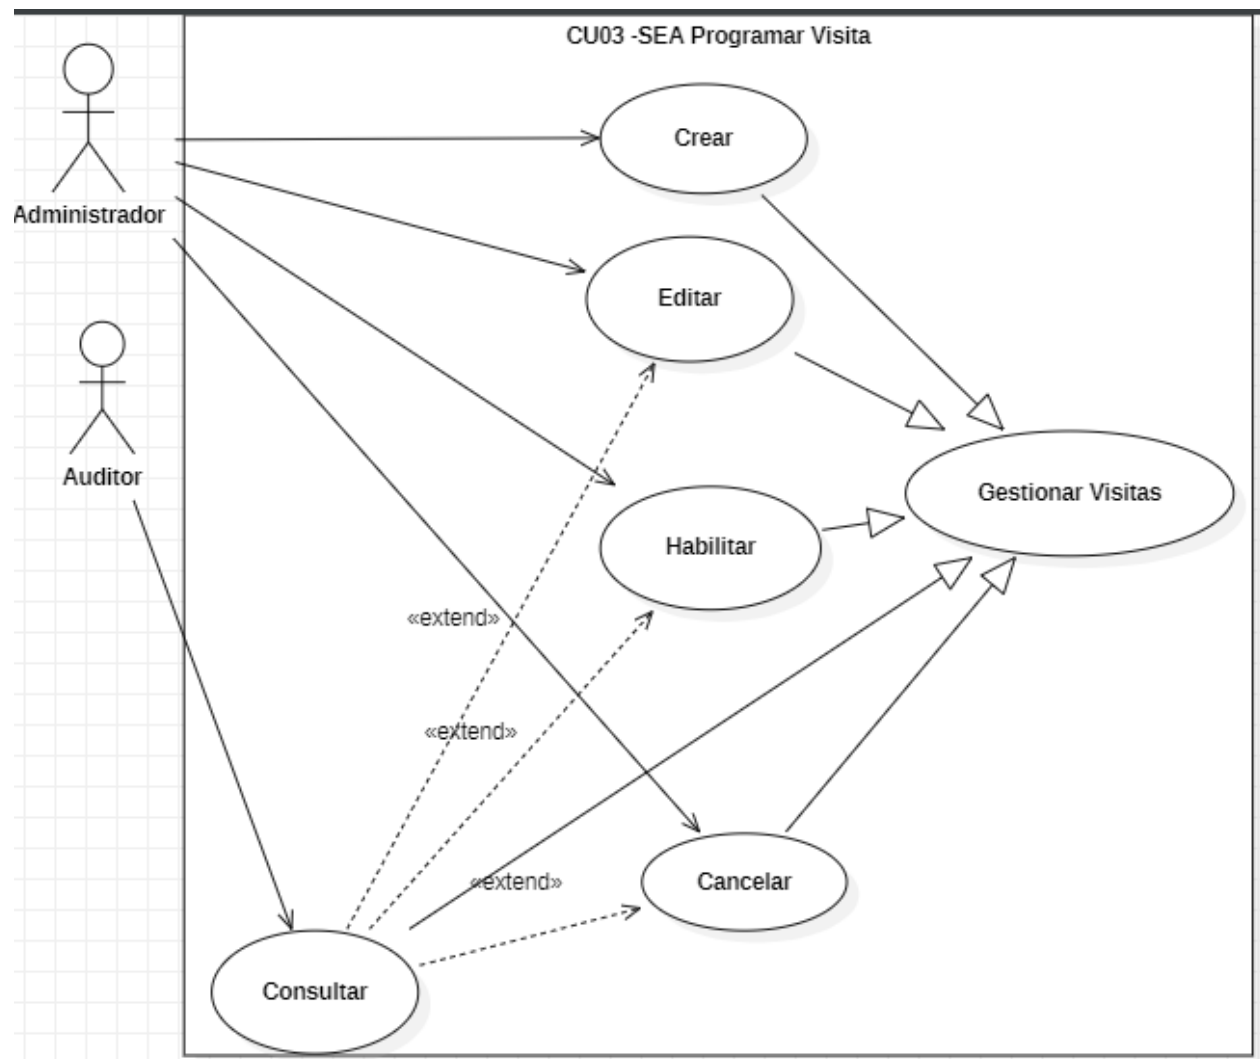 CU03 -SEA Programar Visita
Crear
Administrador
Editar
Auditor
Gestionar Visitas
Habilitar
«extend»
«extend»
«extend»
Cancelar
Consultar